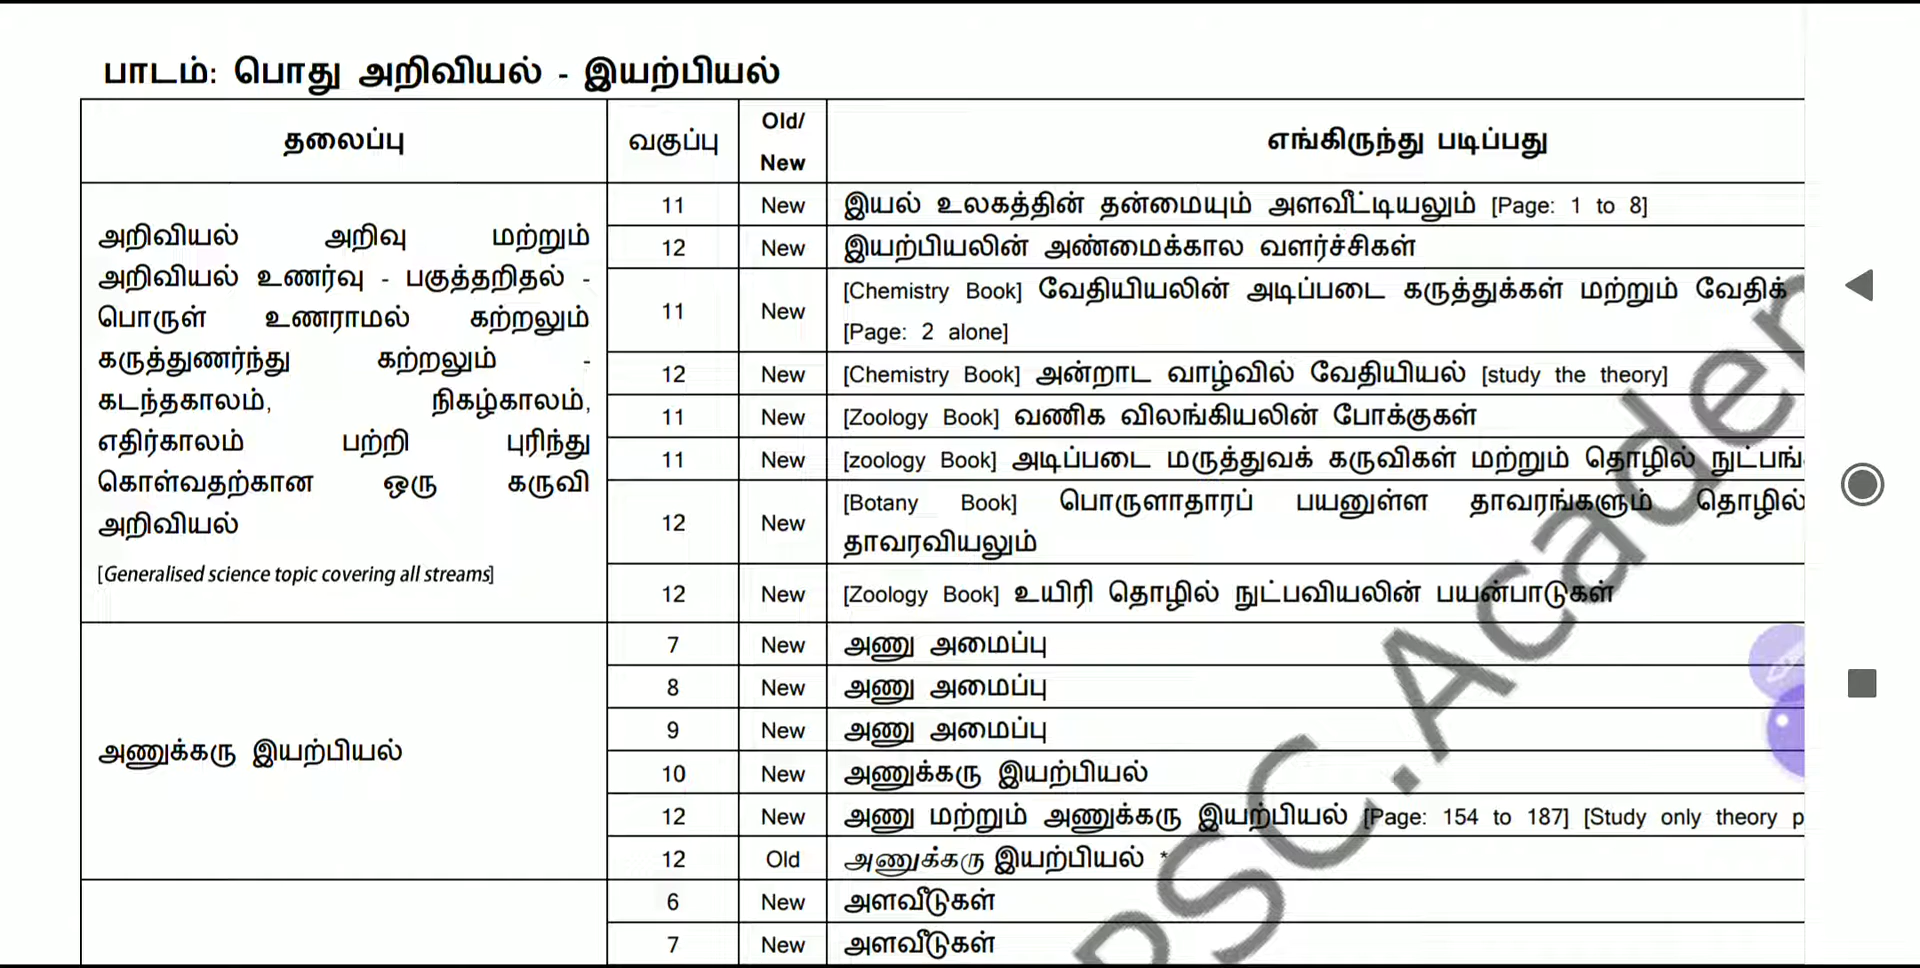 பாடம்: பொது அறிவியல் - இயற்பியல்
தலைப்பு வகுப்பு Old/ New எங்கிருந்து படிப்பது
அறிவியல் அறிவு மற்றும்
அறிவியல் உணர்வு - பகுத்தறிதல் -
பொருள் உணராமல் கற்றலும்
கருத்துணர்ந்து கற்றலும் -
கடந்தகாலம், நிகழ்காலம்,
எதிர்காலம் பற்றி புரிந்து
கொள்வதற்கான ஒரு கருவி
அறிவியல்
[Generalised science topic covering all streams]
11 New இயல் உலகத்தின் தன்மையும் அளவீட்டியலும் [Page: 1 to 8]
12 New இயற்பியலின் அண்மைக்கால வளர்ச்சிகள்
11 New [Chemistry Book] வேதியியலின் அடிப்படை கருத்துக்கள் மற்றும் வேதிக்
[Page: 2 alone]
12 New [Chemistry Book] அன்றாட வாழ்வில் வேதியியல் [study the theory]
11 New [Zoology Book] வணிக விலங்கியலின் போக்குகள்
11 New [zoology Book] அடிப்படை மருத்துவக் கருவிகள் மற்றும் தொழில் நுட்பங்
12 New [Botany Book] பொருளாதாரப் பயனுள்ள தாவரங்களும் தொழில்
தாவரவியலும்
12 New [Zoology Book] உயிரி தொழில் நுட்பவியலின் பயன்பாடுகள்
அணுக்கரு இயற்பியல்
7 New அணு அமைப்பு
8 New அணு அமைப்பு
9 New அணு அமைப்பு
10 New அணுக்கரு இயற்பியல்
12 New அணு மற்றும் அணுக்கரு இயற்பியல் [Page: 154 to 187] [Study only theory p
12 Old அணுக்கரு இயற்பியல் *
6 New அளவீடுகள்
7 New அளவீடுகள்
PSC.Academ